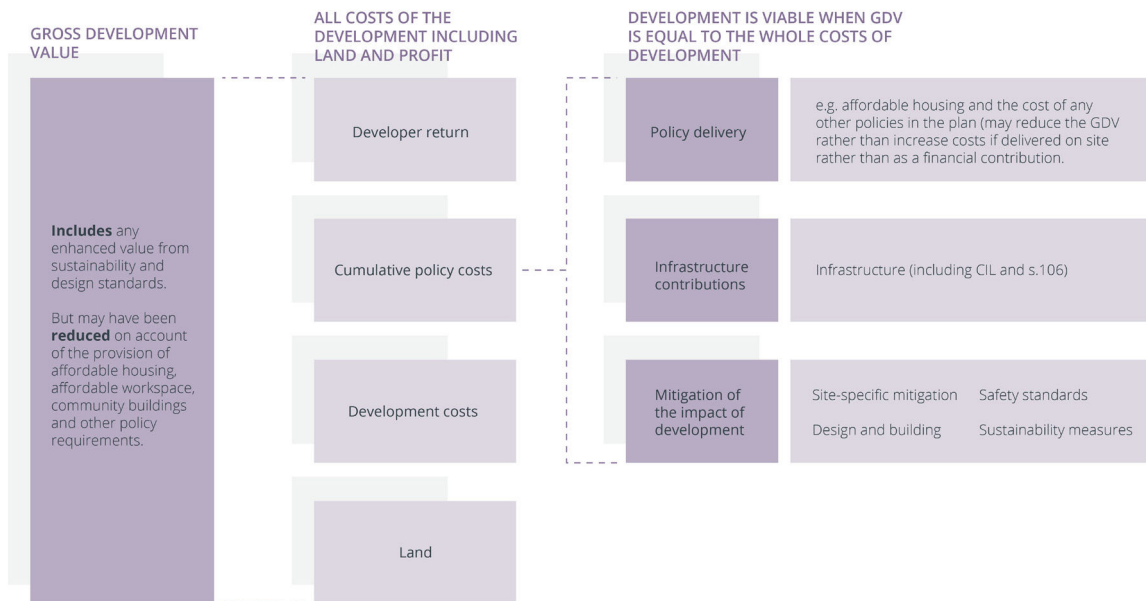 GROSS DEVELOPMENT
VALUE
Includes any
enhanced value from
sustainability and
design standards.
But may have been
reduced on account
of the provision of
affordable housing,
affordable workspace,
community buildings
and other policy
requirements.
ALL COSTS OF THE
DEVELOPMENT INCLUDING
LAND AND PROFIT
Developer return
Cumulative policy costs
Development costs
Land
DEVELOPMENT IS VIABLE WHEN GDV
IS EQUAL TO THE WHOLE COSTS OF
DEVELOPMENT
Policy delivery
e.g. affordable housing and the cost of any
other policies in the plan (may reduce the GDV
rather than increase costs if delivered on site
rather than as a financial contribution.
Infrastructure
contributions
Infrastructure (including CIL and s.106)
Mitigation of
the impact of
development
Site-specific mitigation
Safety standards
Design and building
Sustainability measures